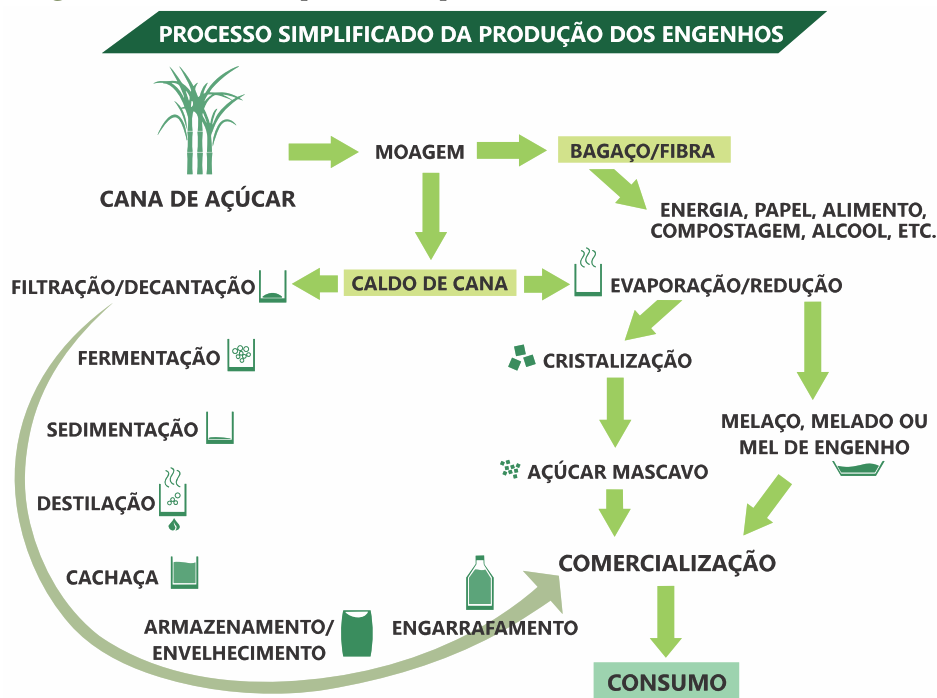 PROCESSO SIMPLIFICADO DA PRODUÇÃO DOS ENGENHOS
CANA DE AÇÚCAR
MOAGEM
BAGAÇO/FIBRA
ENERGIA, PAPEL, ALIMENTO,
COMPOSTAGEM, ALCOOL, ETC.
CALDO DE CANA
FILTRAÇÃO/DECANTAÇÃO
FERMENTAÇÃO
SEDIMENTAÇÃO
DESTILAÇÃO
CACHAÇA
ARMAZENAMENTO/
ENVELHECIMENTO
ENGARRAFAMENTO
EVAPORAÇÃO/REDUÇÃO
CRISTALIZAÇÃO
AÇÚCAR MASCAVO
MELAÇO, MELADO OU
MEL DE ENGENHO
COMERCIALIZAÇÃO
CONSUMO